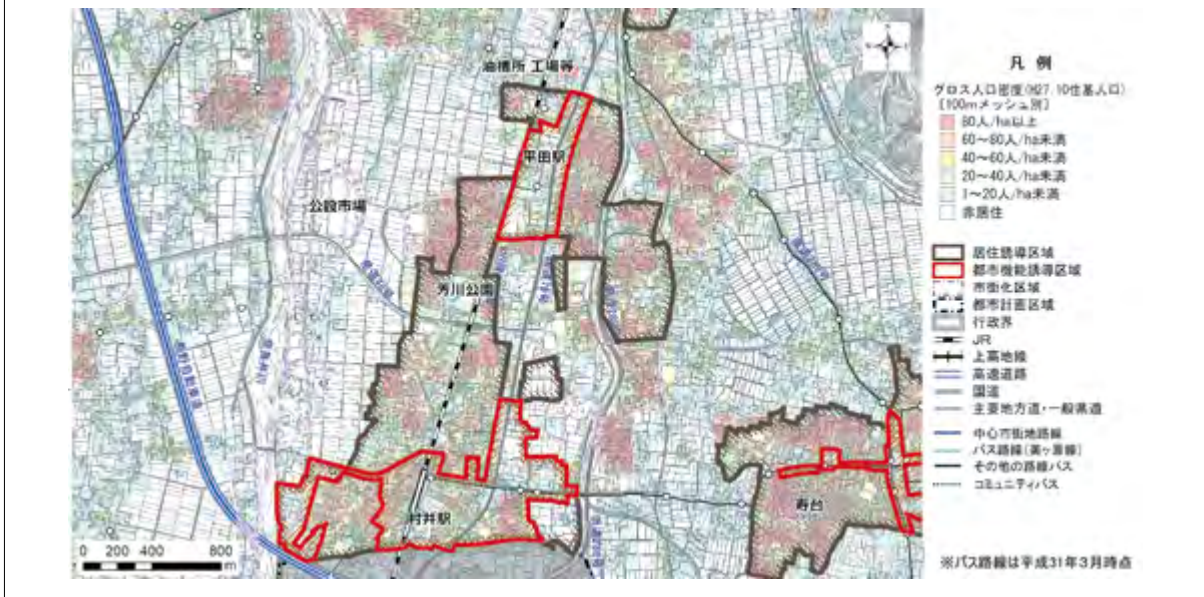 油槽所 工場等
平田駅
公設市場
芳川公園
村井駅
寿台
長野自動車道
0 200 400 800
m
凡 例
グロス人口密度(H27.10住基人口)
[100mメッシュ別]
80人/ha以上
60～80人/ha未満
40～60人/ha未満
20～40人/ha未満
1～20人/ha未満
非居住
居住誘導区域
都市機能誘導区域
市街化区域
都市計画区域
行政界
JR
上高地線
高速道路
国道
主要地方道・一般県道
中心市街地路線
バス路線(美ヶ原線)
その他の路線バス
コミュニティバス
※バス路線は平成31年3月時点